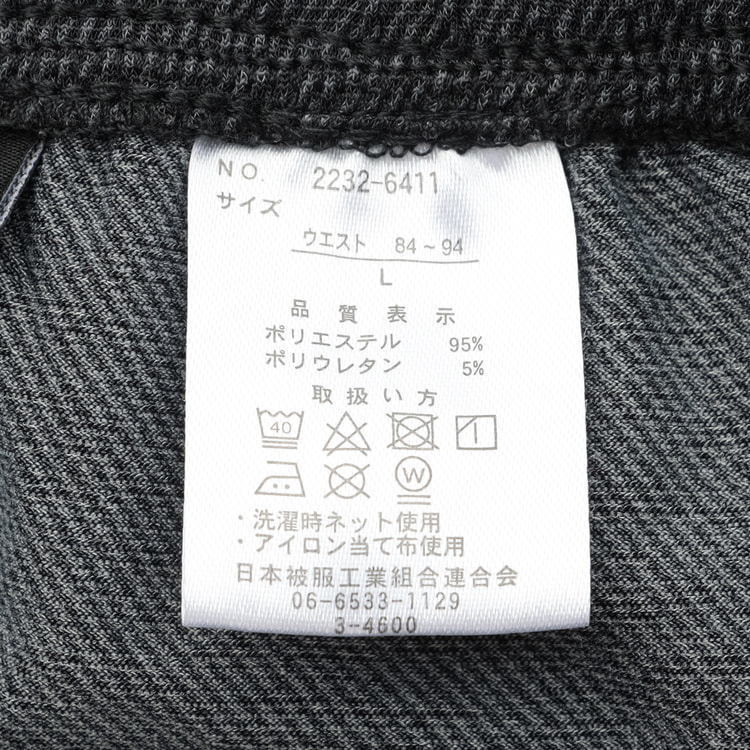 NO. 2232-6411
サイズ
ウエスト 84～94
L
品質表示
ポリエステル 95%
ポリウレタン 5%
取扱い方
40
W
・洗濯時ネット使用
・アイロン当て布使用
日本被服工業組合連合会
06-6533-1129
3-4600